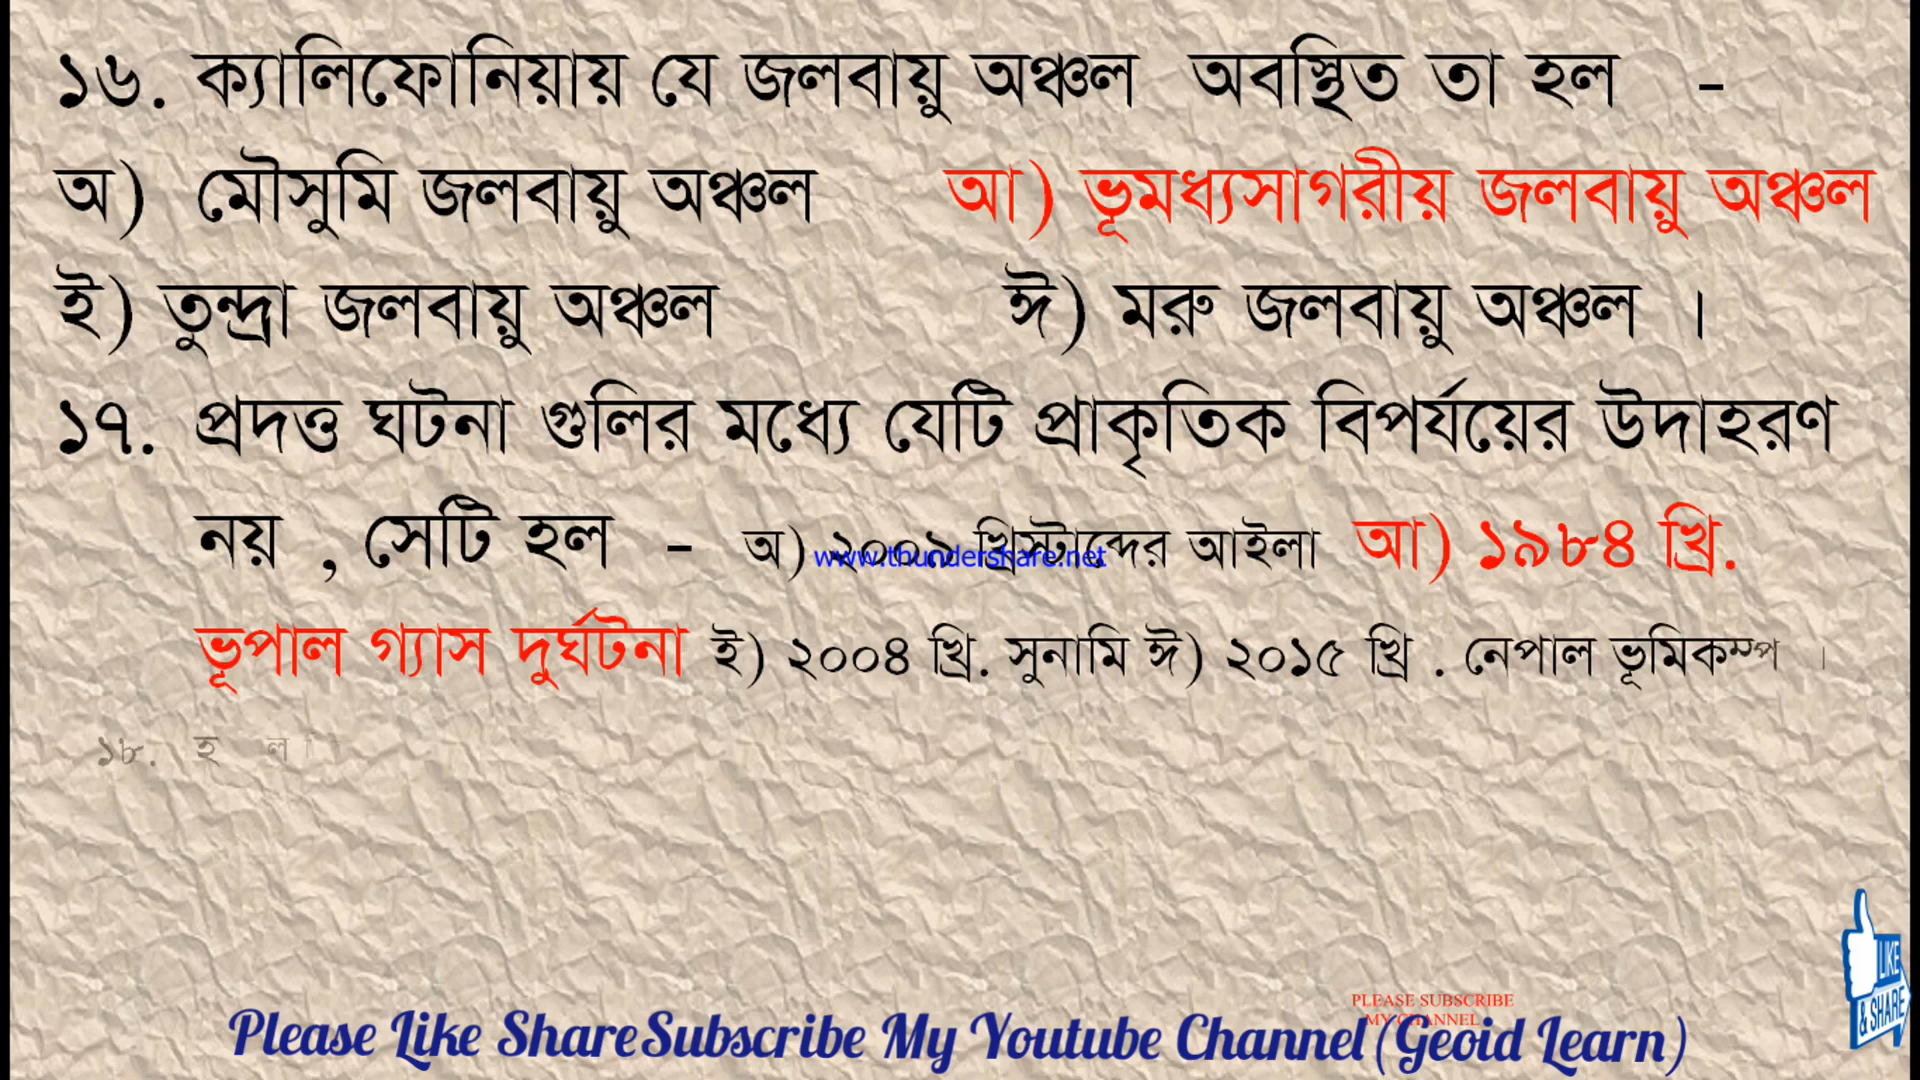 ১৬. ক্যালিফোনিয়ায় যে জলবায়ু অঞ্চল অবস্থিত তা হল -
অ) মৌসুমি জলবায়ু অঞ্চল আ) ভূমধ্যসাগরীয় জলবায়ু অঞ্চল
ই) তুন্দ্রা জলবায়ু অঞ্চল ঈ) মরু জলবায়ু অঞ্চল ।
১৭. প্রদত্ত ঘটনা গুলির মধ্যে যেটি প্রাকৃতিক বিপর্যয়ের উদাহরণ
নয় , সেটি হল - অ) ২০০৯ খ্রিস্টাব্দের আইলা আ) ১৯৮৪ খ্রি.
www.thundershare.net
ভূপাল গ্যাস দুর্ঘটনা ই) ২০০৪ খ্রি. সুনামি ঈ) ২০১৫ খ্রি . নেপাল ভূমিকম্প ।
১৮. হ ল
LIKE
& SHARE
PLEASE SUBSCRIBE
MY CHANNEL
Please Like Share Subscribe My Youtube Channel (Geoid Learn)